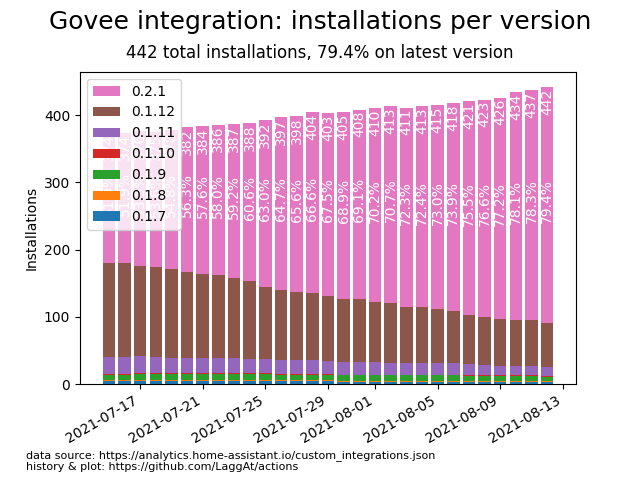 Govee integration: installations per version
442 total installations, 79.4% on latest version
Installations
400
300
200
100
0
0.2.1
0.1.12
0.1.11
0.1.10
0.1.9
0.1.8
0.1.7
382 384 386 387 388 392 397 398 404 403 405 408 410 413 411 413 415 418 421 423 426 434 437 442
56.3% 57.6% 58.0% 59.2% 60.6% 63.0% 64.7% 65.6% 66.6% 67.5% 68.9% 69.1% 70.2% 70.7% 72.3% 72.4% 73.0% 73.9% 75.5% 76.6% 77.2% 78.1% 78.3% 79.4%
2021-07-17 2021-07-21 2021-07-25 2021-07-29 2021-08-01 2021-08-05 2021-08-09 2021-08-13
data source: https://analytics.home-assistant.io/custom_integrations.json
history & plot: https://github.com/LaggAt/actions